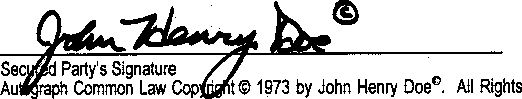 John Henry Doe ©
Secured Party's Signature
Autograph Common Law Copyright © 1973 by John Henry Doe©. All Rights